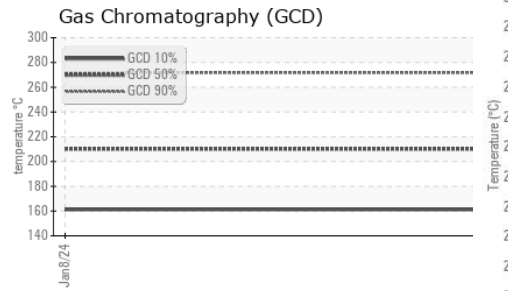 Gas Chromatography (GCD)
300
280
260
240
220
200
180
160
140
temperature °C
GCD 10%
GCD 50%
GCD 90%
Jan8/24
Temperature (°C)